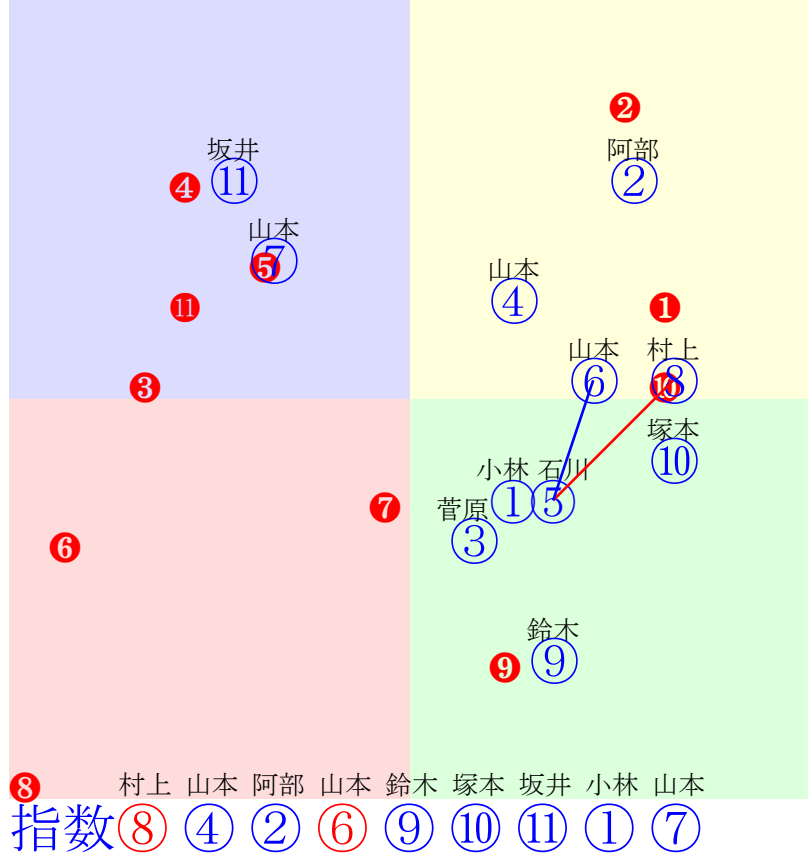 ❷
坂井 阿部
❹ ⑪ ②
山本
❺ ⑦
山本
④
⓫ ❶
山本 村上
❸ ⑥ ❿ ⑧
塚本
⑩
小林 石川
❼ ① ⑤
菅原
❻ ③
鈴木
❾ ⑨
❽ 村上 山本 阿部 山本 鈴木 塚本 坂井 小林 山本
指数 ⑧ ④ ② ⑥ ⑨ ⑩ ⑪ ① ⑦